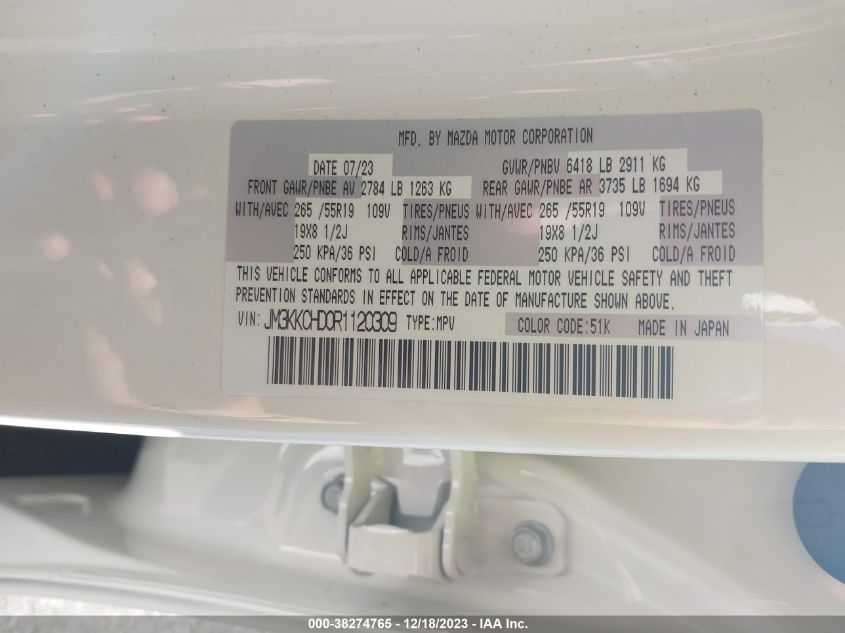 MFD. BY MAZDA MOTOR CORPORATION
DATE 07/23 GVWR/PNBV 6418 LB 2911 KG
FRONT GAWR/PNBE AV 2784 LB 1263 KG REAR GAWR/PNBE AR 3735 LB 1694 KG
WITH/AVEC 265 /55R19 109V TIRES/PNEUS WITH/AVEC 265 /55R19 109V TIRES/PNEUS
19X8 1/2J RIMS/JANTES 19X8 1/2J RIMS/JANTES
250 KPA/36 PSI COLD/A FROID 250 KPA/36 PSI COLD/A FROID
THIS VEHICLE CONFORMS TO ALL APPLICABLE FEDERAL MOTOR VEHICLE SAFETY AND THEFT
PREVENTION STANDARDS IN EFFECT ON THE DATE OF MANUFACTURE SHOWN ABOVE.
VIN: JM3KKCHD0R1120309 TYPE:MPV COLOR CODE:51K MADE IN JAPAN
000-38274765 - 12/18/2023 - IAA Inc.